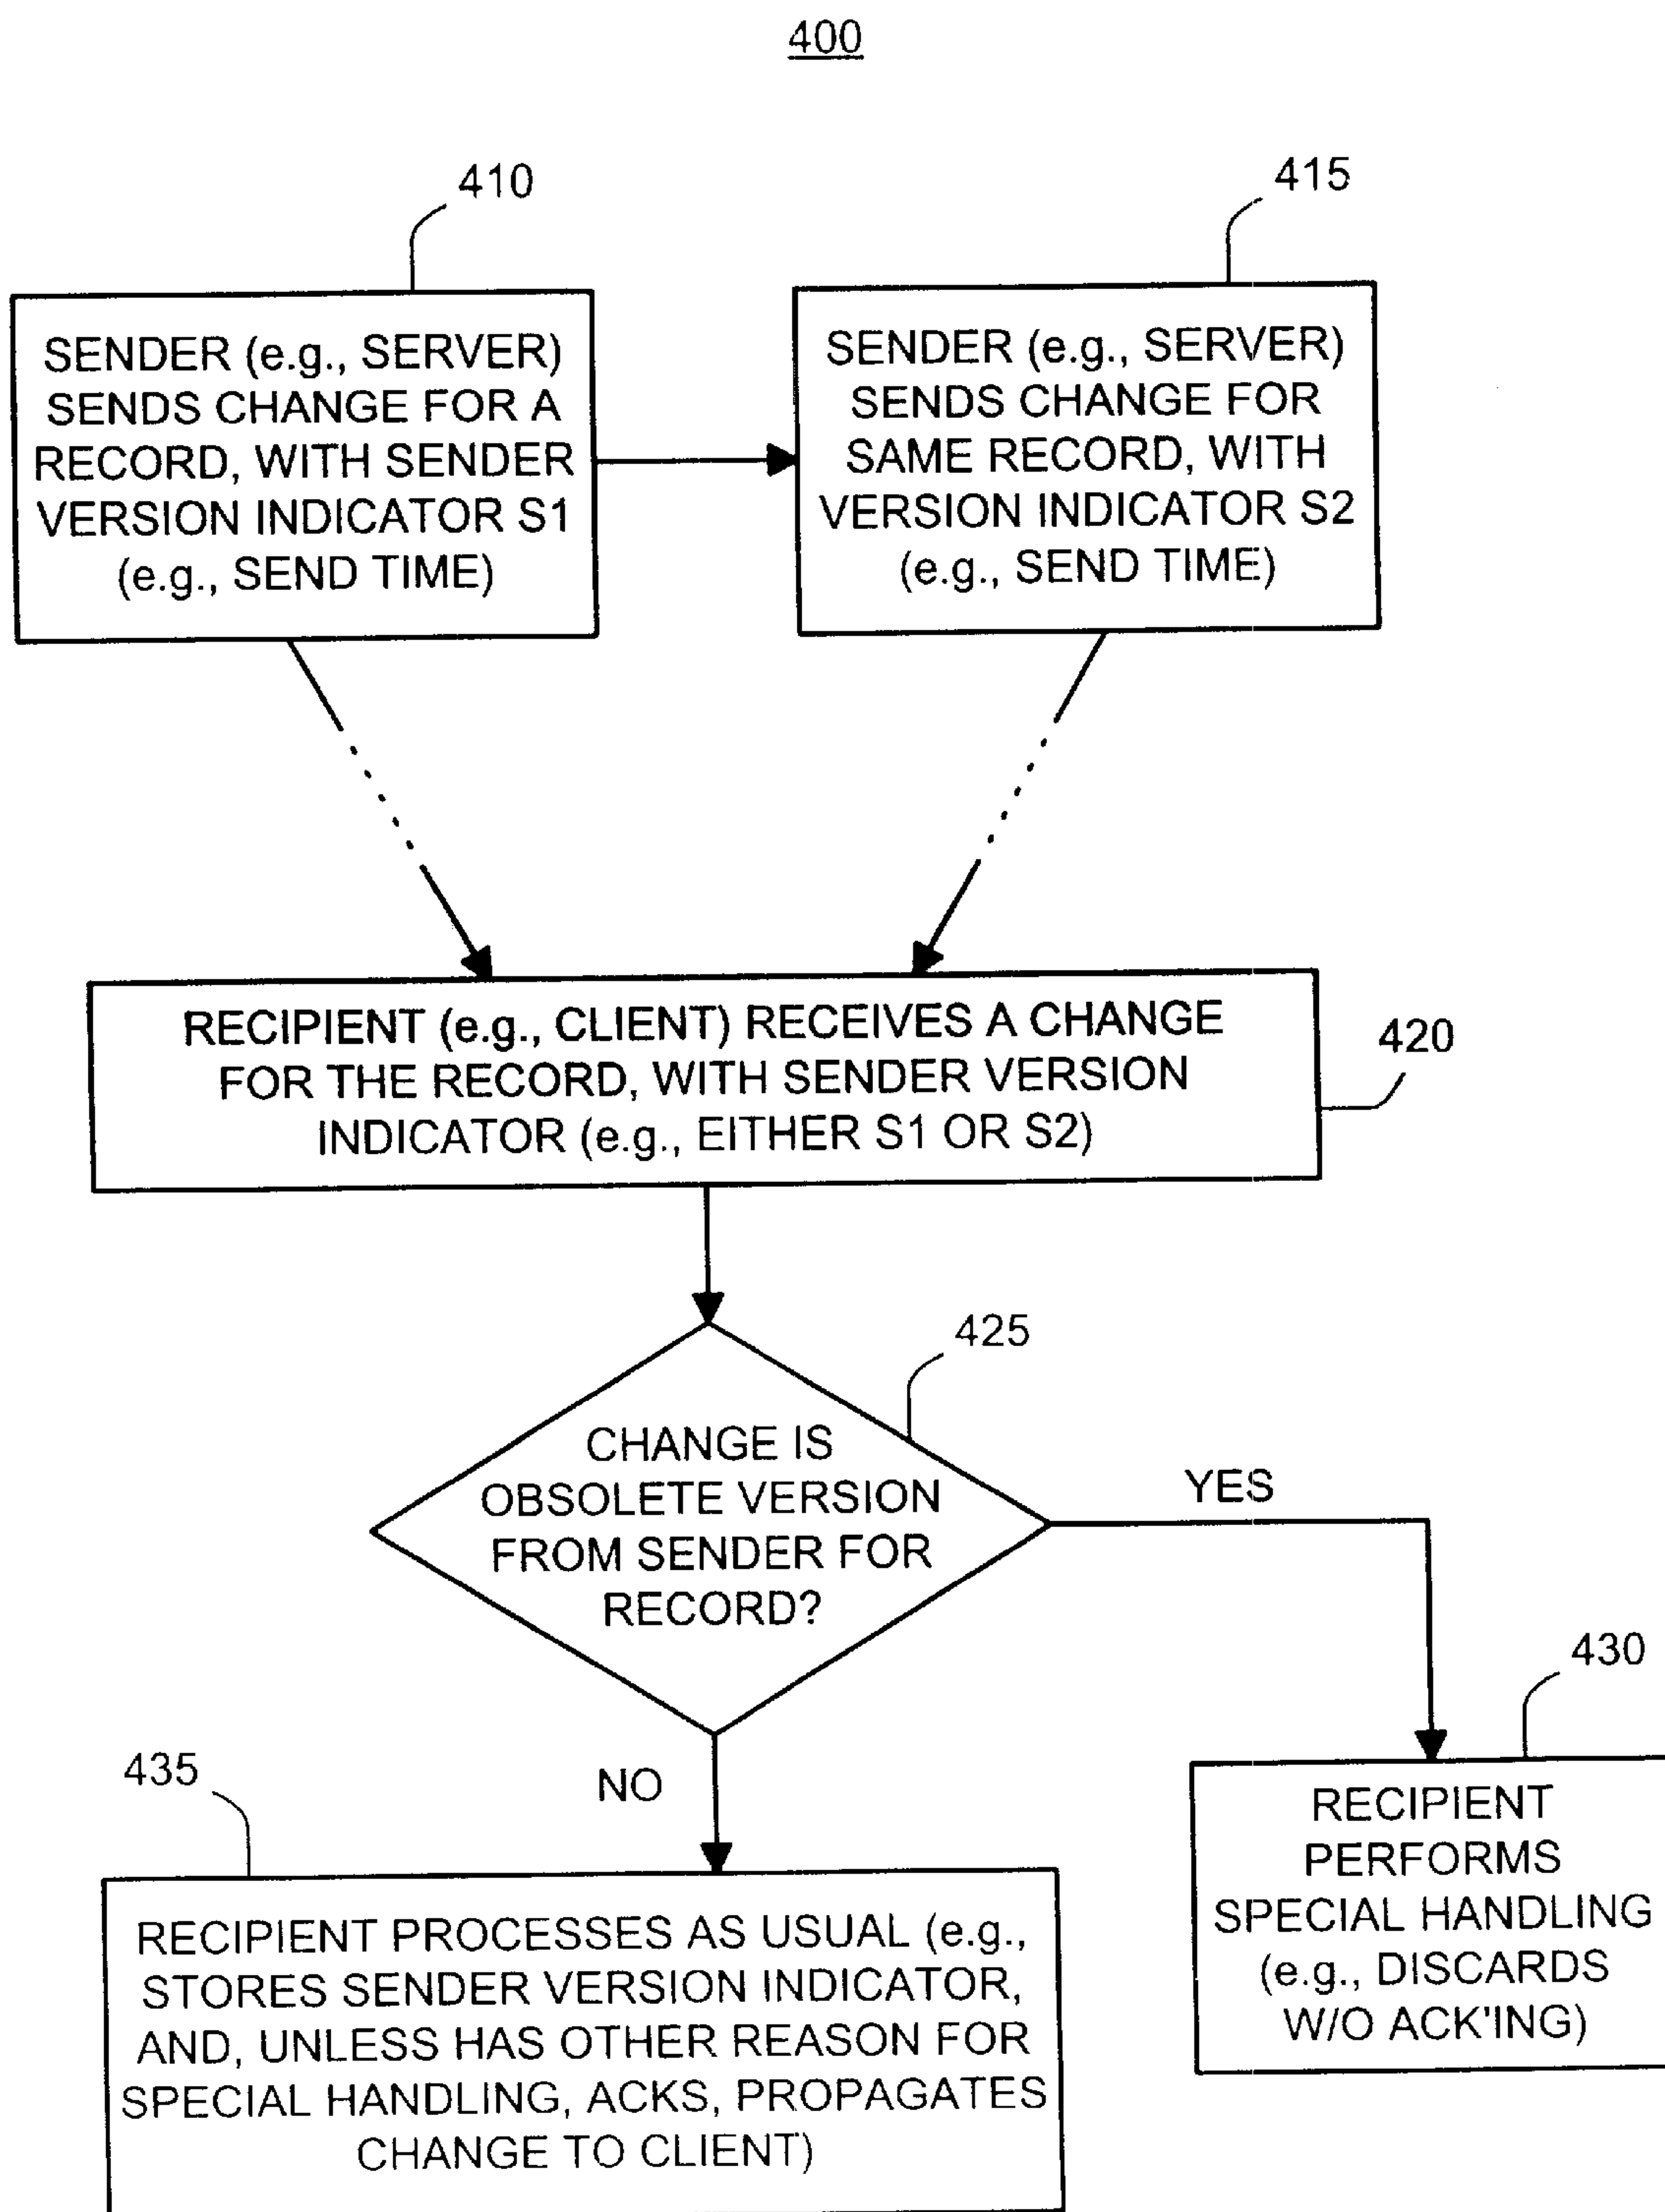 400
410
415
SENDER (e.g., SERVER)
SENDS CHANGE FOR A
RECORD, WITH SENDER
VERSION INDICATOR S1
(e.g., SEND TIME)
SENDER (e.g., SERVER)
SENDS CHANGE FOR
SAME RECORD, WITH
VERSION INDICATOR S2
(e.g., SEND TIME)
RECIPIENT (e.g., CLIENT) RECEIVES A CHANGE
FOR THE RECORD, WITH SENDER VERSION
INDICATOR (e.g., EITHER S1 OR S2)
420
425
CHANGE IS
OBSOLETE VERSION
FROM SENDER FOR
RECORD?
YES
NO
430
RECIPIENT
PERFORMS
SPECIAL HANDLING
(e.g., DISCARDS
W/O ACK'ING)
435
RECIPIENT PROCESSES AS USUAL (e.g.,
STORES SENDER VERSION INDICATOR,
AND, UNLESS HAS OTHER REASON FOR
SPECIAL HANDLING, ACKS, PROPAGATES
CHANGE TO CLIENT)